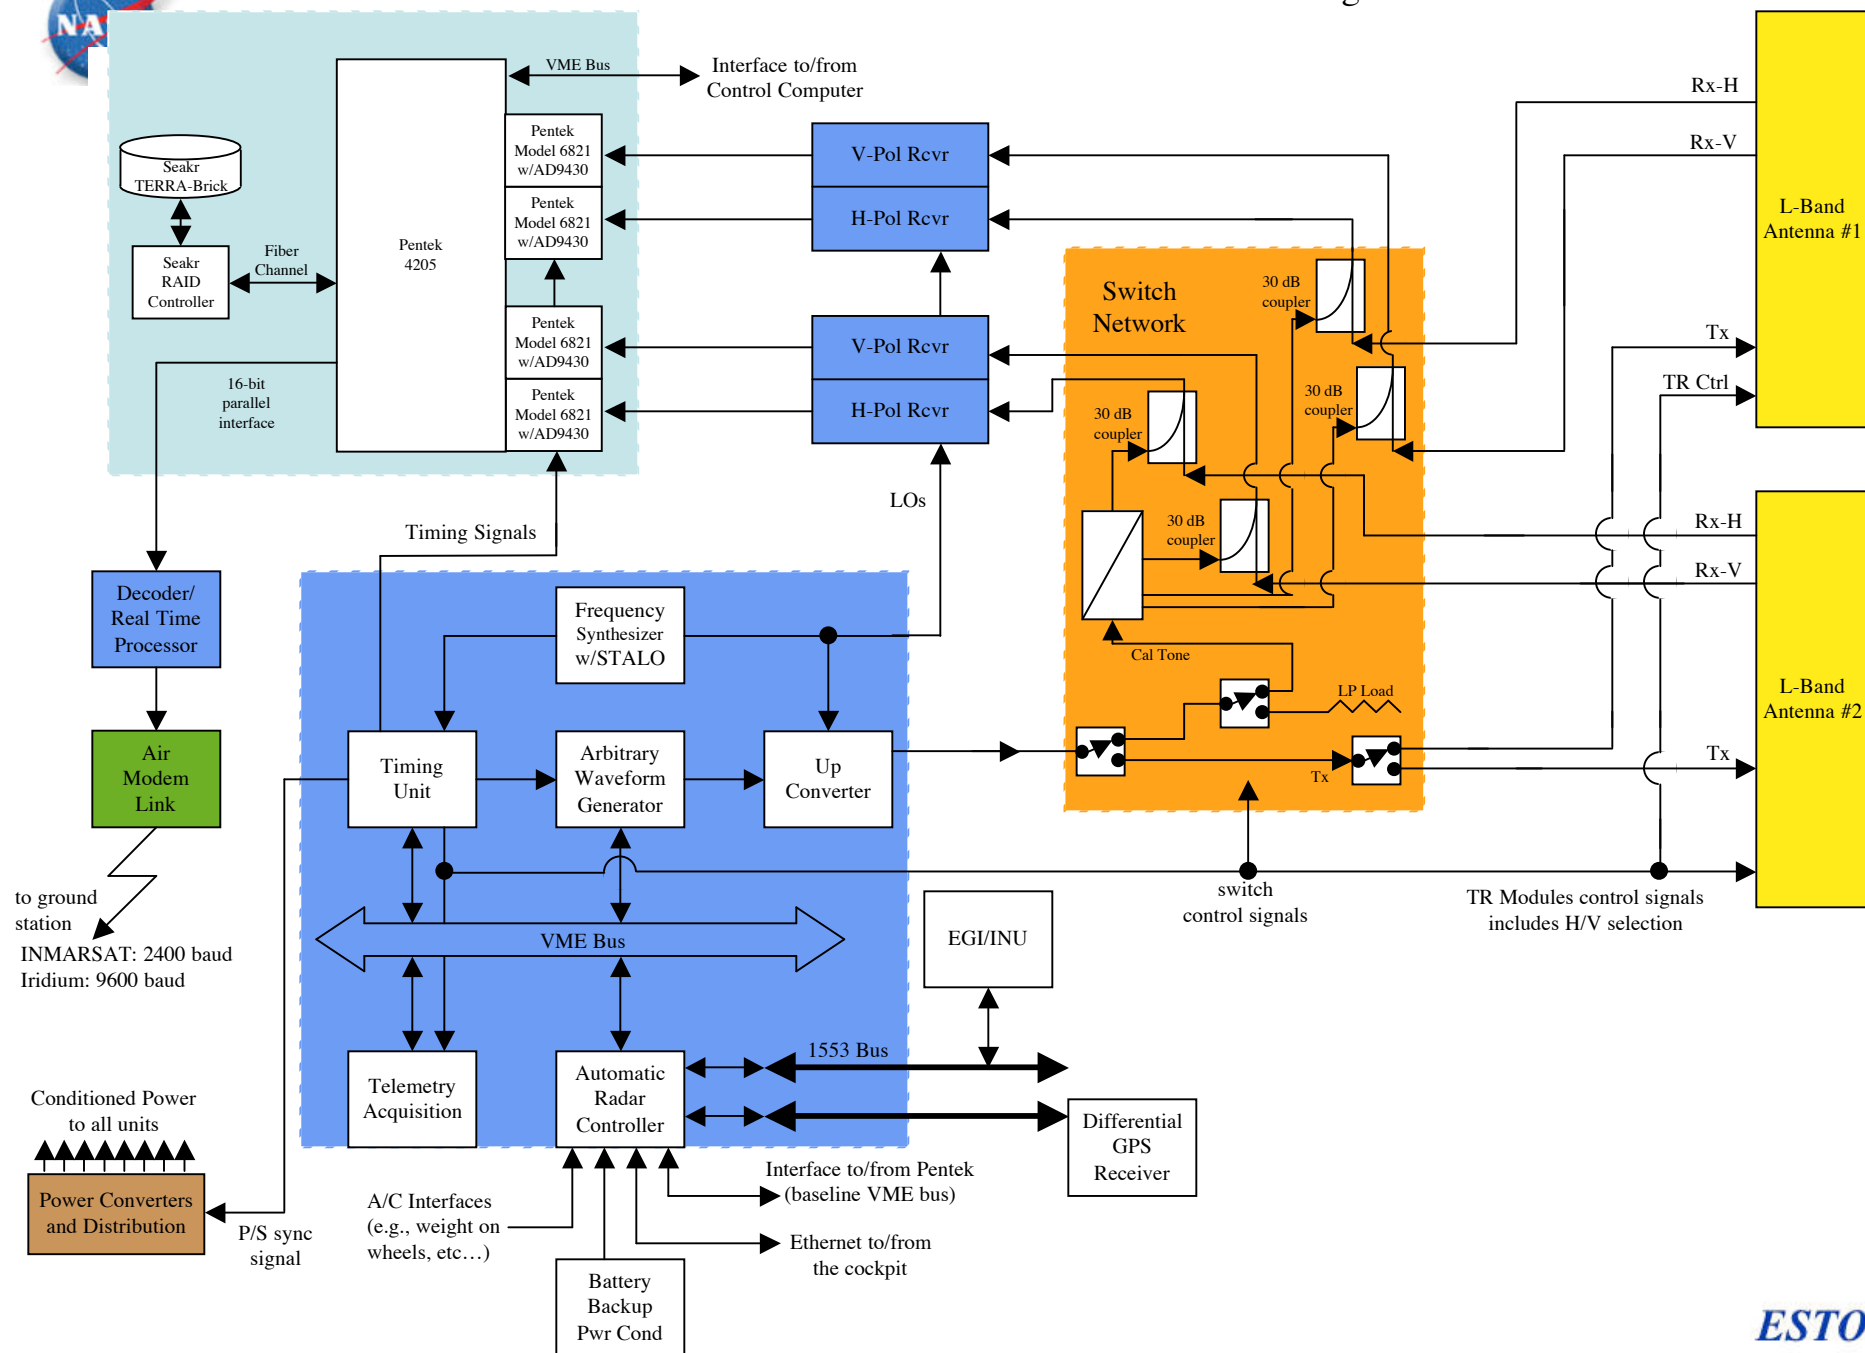 NA
VME Bus
Interface to/from
Control Computer
Rx-H
Rx-V
L-Band
Antenna #1
Tx
TR Ctrl
Seakr
TERRA-Brick
Seakr
RAID
Controller
Fiber
Channel
Pentek
4205
Pentek
Model 6821
w/AD9430
Pentek
Model 6821
w/AD9430
Pentek
Model 6821
w/AD9430
Pentek
Model 6821
w/AD9430
16-bit
parallel
interface
V-Pol Rcvr
H-Pol Rcvr
V-Pol Rcvr
H-Pol Rcvr
Switch
Network
30 dB
coupler
30 dB
coupler
30 dB
coupler
30 dB
coupler
Cal Tone
LP Load
Tx
Rx-H
Rx-V
L-Band
Antenna #2
Tx
LOs
Timing Signals
Decoder/
Real Time
Processor
Air
Modem
Link
to ground
station
INMARSAT: 2400 baud
Iridium: 9600 baud
Frequency
Synthesizer
w/STALO
Timing
Unit
Arbitrary
Waveform
Generator
Up
Converter
switch
control signals
TR Modules control signals
includes H/V selection
VME Bus
EGI/INU
1553 Bus
Telemetry
Acquisition
Automatic
Radar
Controller
Differential
GPS
Receiver
Conditioned Power
to all units
Power Converters
and Distribution
P/S sync
signal
A/C Interfaces
(e.g., weight on
wheels, etc…)
Interface to/from Pentek
(baseline VME bus)
Ethernet to/from
the cockpit
Battery
Backup
Pwr Cond
ESTO